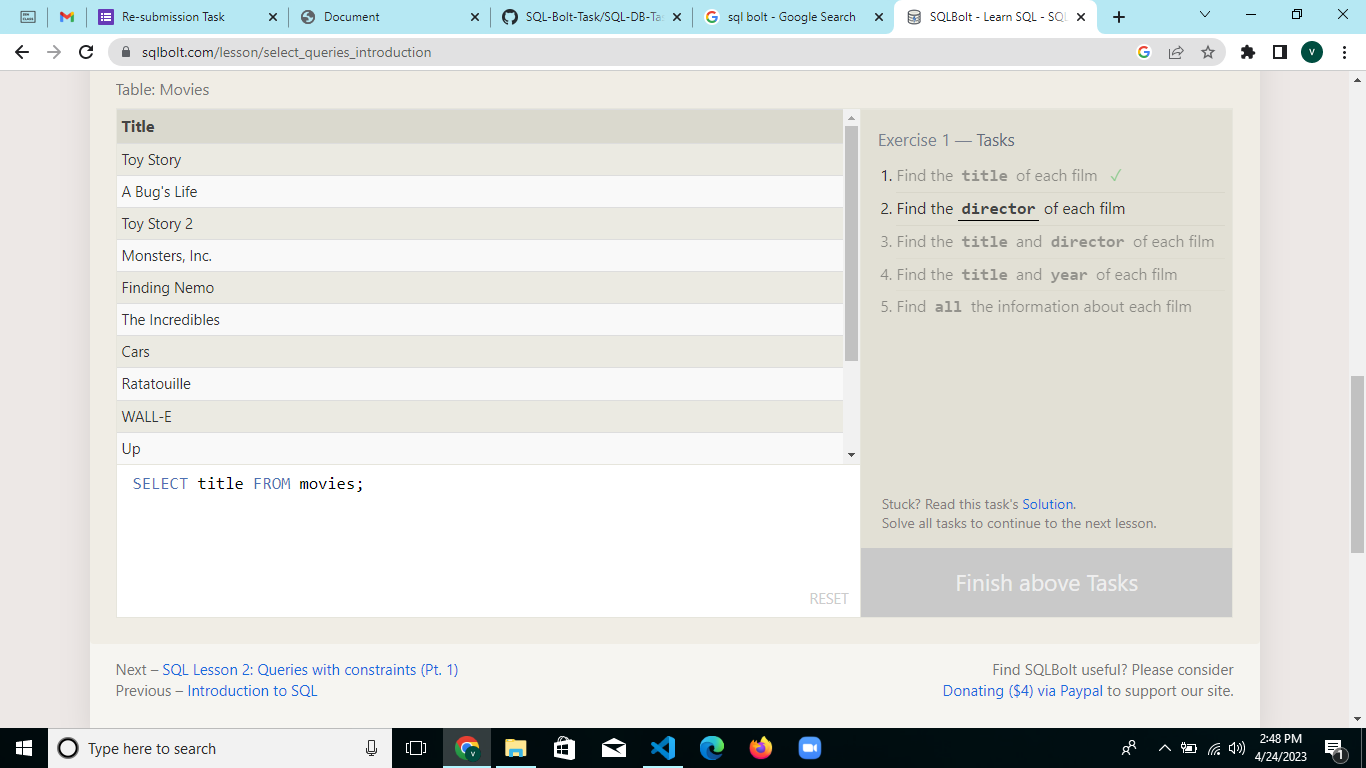 Re-submission Task
Document
SQL-Bolt-Task/SQL-DB-Tas
sql bolt - Google Search
SQLBolt - Learn SQL - SQL
sqlbolt.com/lesson/select_queries_introduction
V
Table: Movies
Title
Toy Story
A Bug's Life
Toy Story 2
Monsters, Inc.
Finding Nemo
The Incredibles
Cars
Ratatouille
WALL-E
Up
SELECT title FROM movies;
RESET
Exercise 1 — Tasks
1. Find the title of each film ✓
2. Find the director of each film
3. Find the title and director of each film
4. Find the title and year of each film
5. Find all the information about each film
Stuck? Read this task's Solution.
Solve all tasks to continue to the next lesson.
Finish above Tasks
Next – SQL Lesson 2: Queries with constraints (Pt. 1)
Previous – Introduction to SQL
Find SQLBolt useful? Please consider
Donating ($4) via Paypal to support our site.
Type here to search
2:48 PM
4/24/2023
1